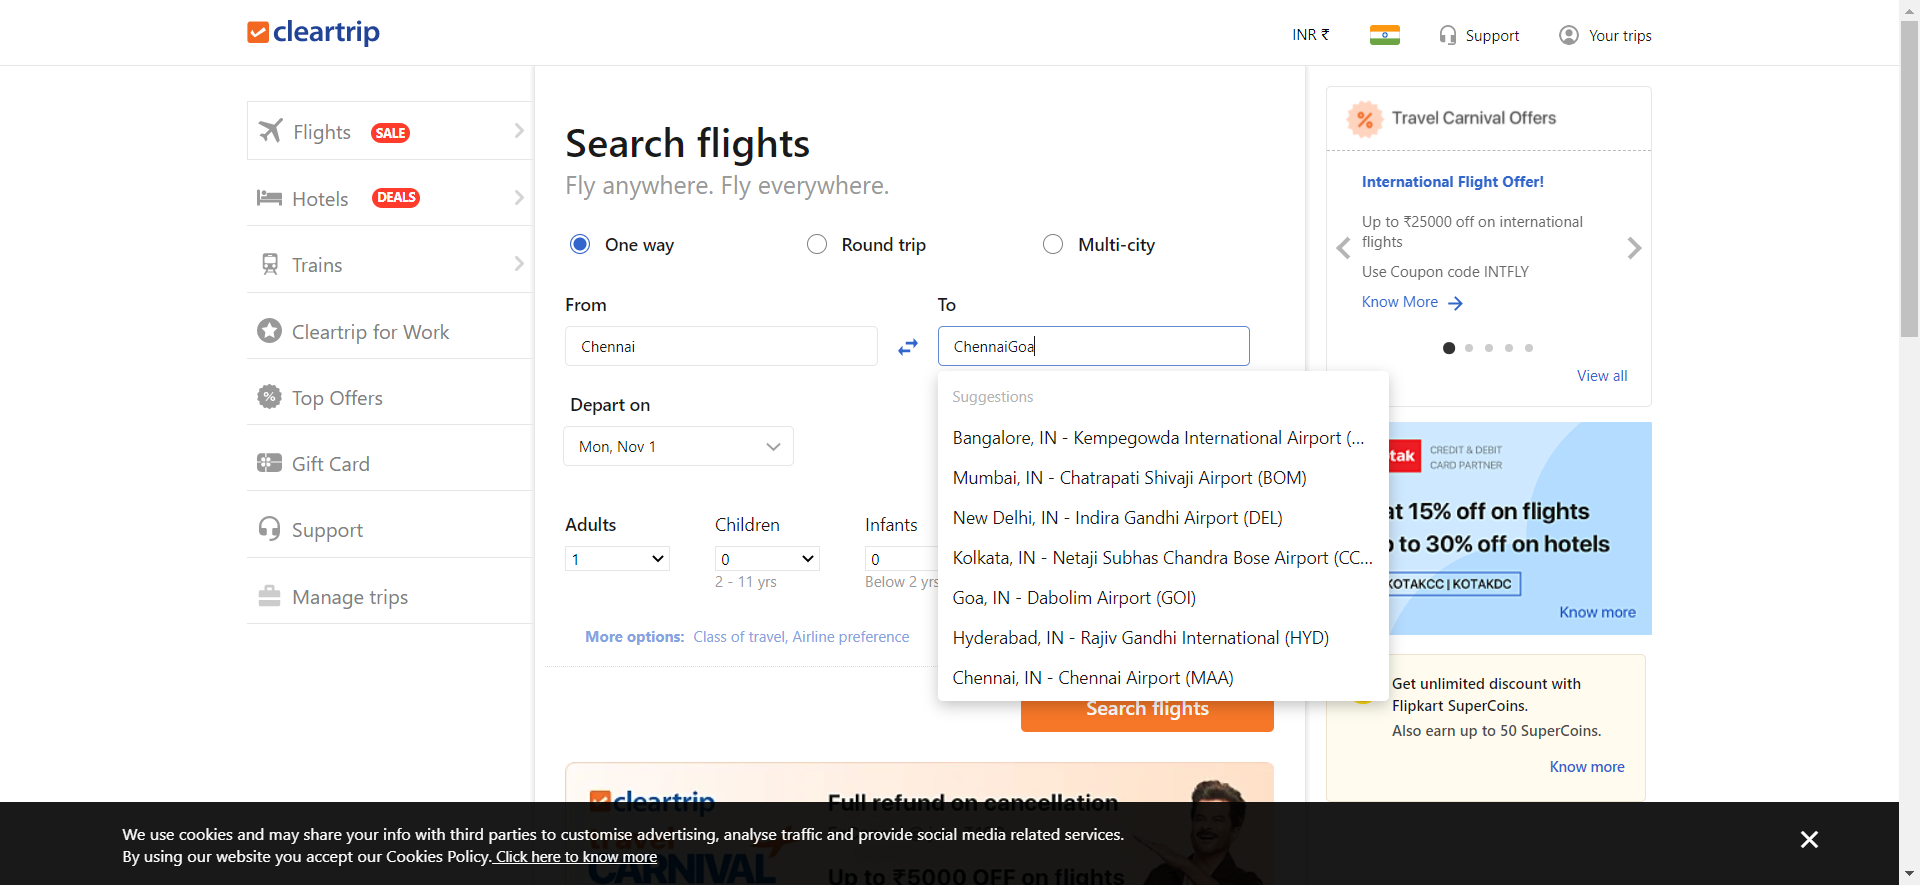 cleartrip
INR ₹
Support
Your trips
Flights SALE
Hotels DEALS
Trains
Cleartrip for Work
Top Offers
Gift Card
Support
Manage trips
Search flights
Fly anywhere. Fly everywhere.
One way
Round trip
Multi-city
From
To
Chennai
ChennaiGoa
Suggestions
Bangalore, IN - Kempegowda International Airport (...
Mumbai, IN - Chatrapati Shivaji Airport (BOM)
New Delhi, IN - Indira Gandhi Airport (DEL)
Kolkata, IN - Netaji Subhas Chandra Bose Airport (CC...
Goa, IN - Dabolim Airport (GOI)
Hyderabad, IN - Rajiv Gandhi International (HYD)
Chennai, IN - Chennai Airport (MAA)
Depart on
Mon, Nov 1
Adults
Children
Infants
1
0
0
2 - 11 yrs
Below 2 yrs
More options: Class of travel, Airline preference
Search flights
Travel Carnival Offers
International Flight Offer!
Up to ₹25000 off on international
flights
Use Coupon code INTFLY
Know More
View all
tak
CREDIT & DEBIT
CARD PARTNER
at 15% off on flights
to 30% off on hotels
KOTAKCC | KOTAKDC
Know more
Get unlimited discount with
Flipkart SuperCoins.
Also earn up to 50 SuperCoins.
Know more
cleartrip
travel
CARNIVAL
Full refund on cancellation
Up to ₹5000 OFF on flights
We use cookies and may share your info with third parties to customise advertising, analyse traffic and provide social media related services.
By using our website you accept our Cookies Policy. Click here to know more